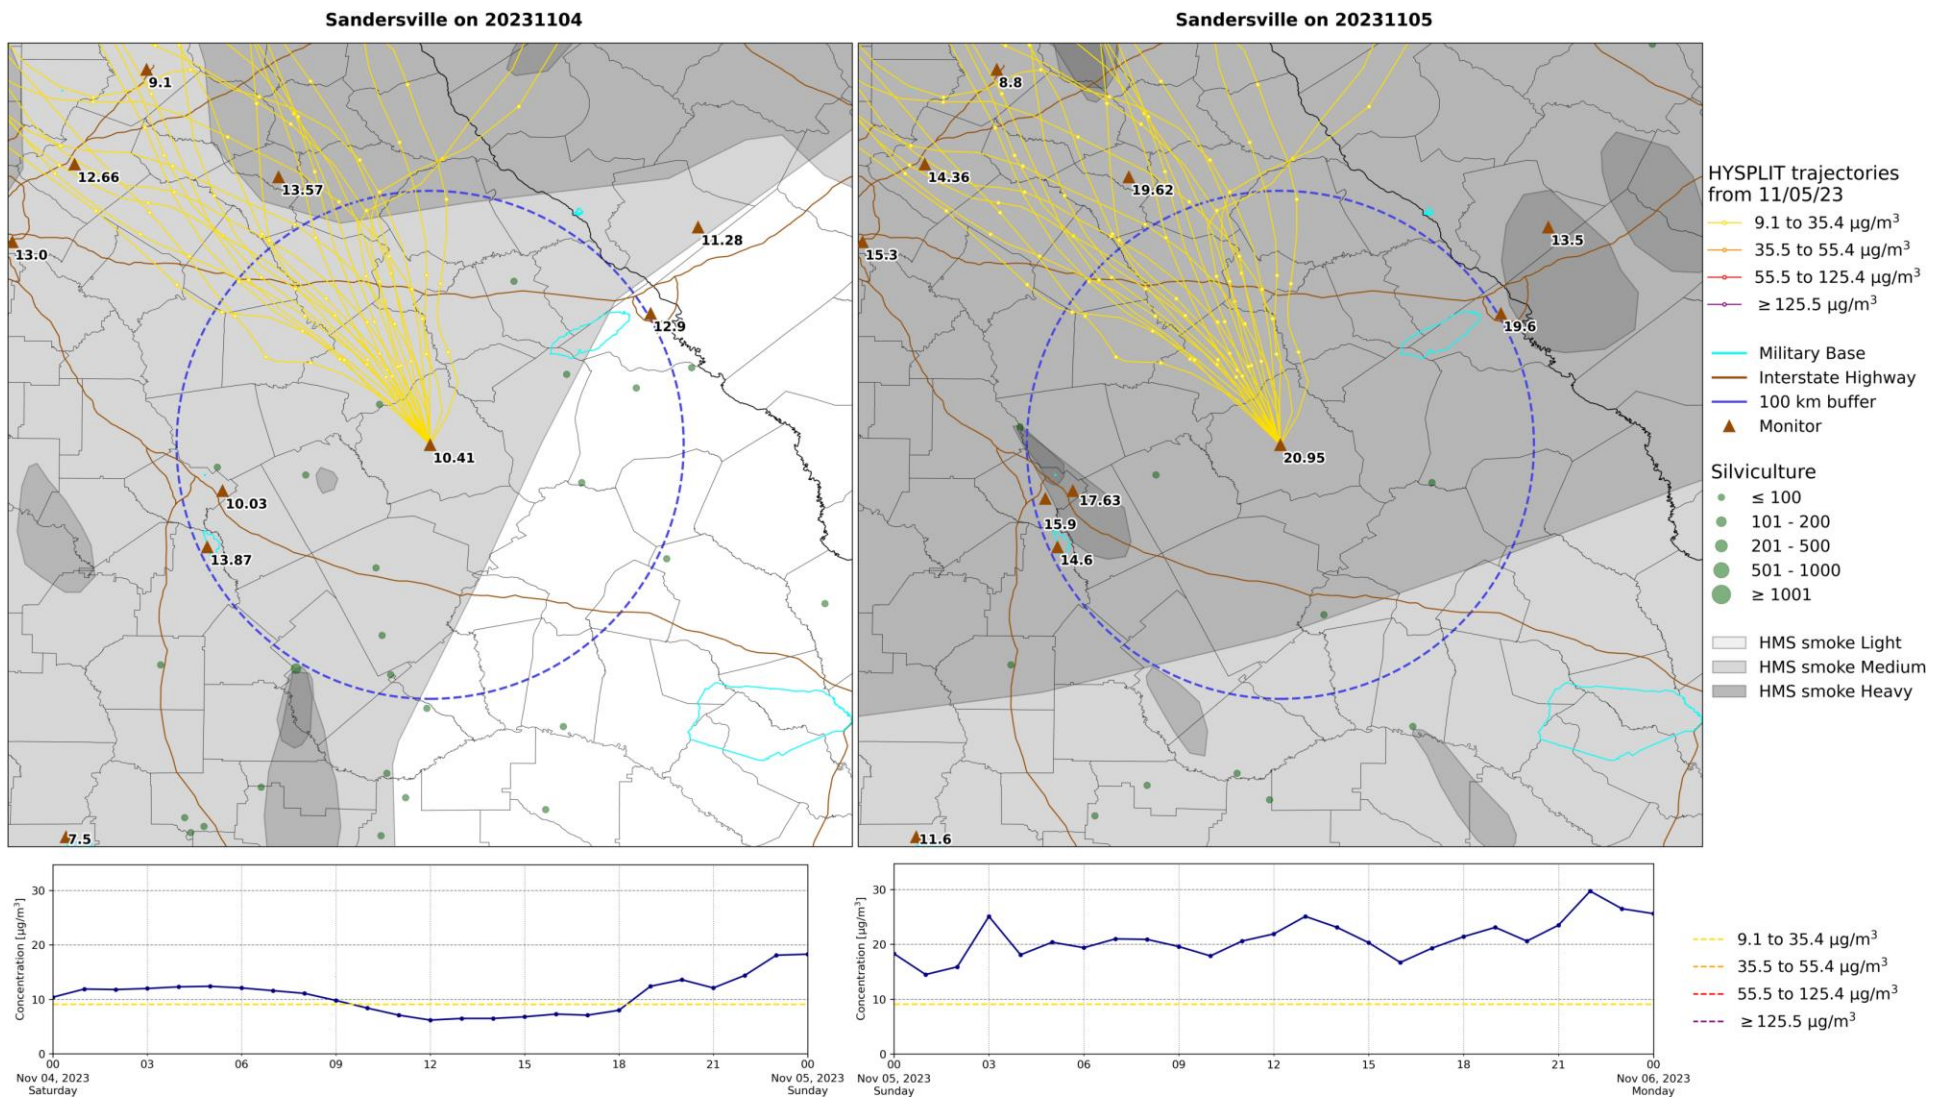 Sandersville on 20231104
9.1
12.66
13.57
13.0
11.28
12.9
10.41
10.03
13.87
7.5
Sandersville on 20231105
8.8
14.36
19.62
15.3
13.5
19.6
20.95
17.63
15.9
14.6
11.6
HYSPLIT trajectories
from 11/05/23
9.1 to 35.4 μg/m³
35.5 to 55.4 μg/m³
55.5 to 125.4 μg/m³
≥ 125.5 μg/m³
Military Base
Interstate Highway
100 km buffer
Monitor
Silviculture
≤ 100
101 - 200
201 - 500
501 - 1000
≥ 1001
HMS smoke Light
HMS smoke Medium
HMS smoke Heavy
Concentration [μg/m³]
30
20
10
0
00 03 06 09 12 15 18 21 00
Nov 04, 2023 Nov 05, 2023
Saturday Sunday
Concentration [μg/m³]
30
20
10
0
00 03 06 09 12 15 18 21 00
Nov 05, 2023 Nov 06, 2023
Sunday Monday
9.1 to 35.4 μg/m³
35.5 to 55.4 μg/m³
55.5 to 125.4 μg/m³
≥ 125.5 μg/m³